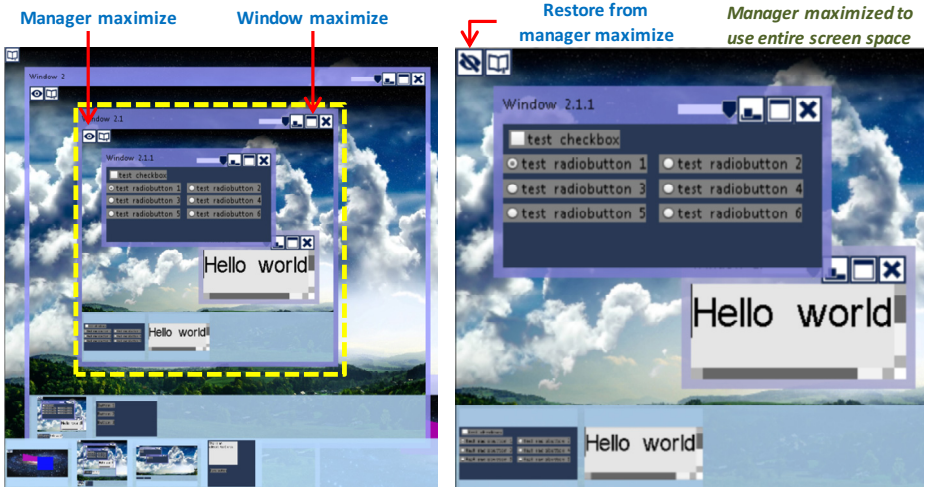 Manager maximize
Window maximize
Window 2
Window 2.1
Window 2.1.1
test checkbox
test radiobutton 1
test radiobutton 2
test radiobutton 3
test radiobutton 4
test radiobutton 5
test radiobutton 6
Hello world
Hello world
Restore from
manager maximize
Manager maximized to
use entire screen space
Window 2.1.1
test checkbox
test radiobutton 1
test radiobutton 2
test radiobutton 3
test radiobutton 4
test radiobutton 5
test radiobutton 6
Hello world
Hello world